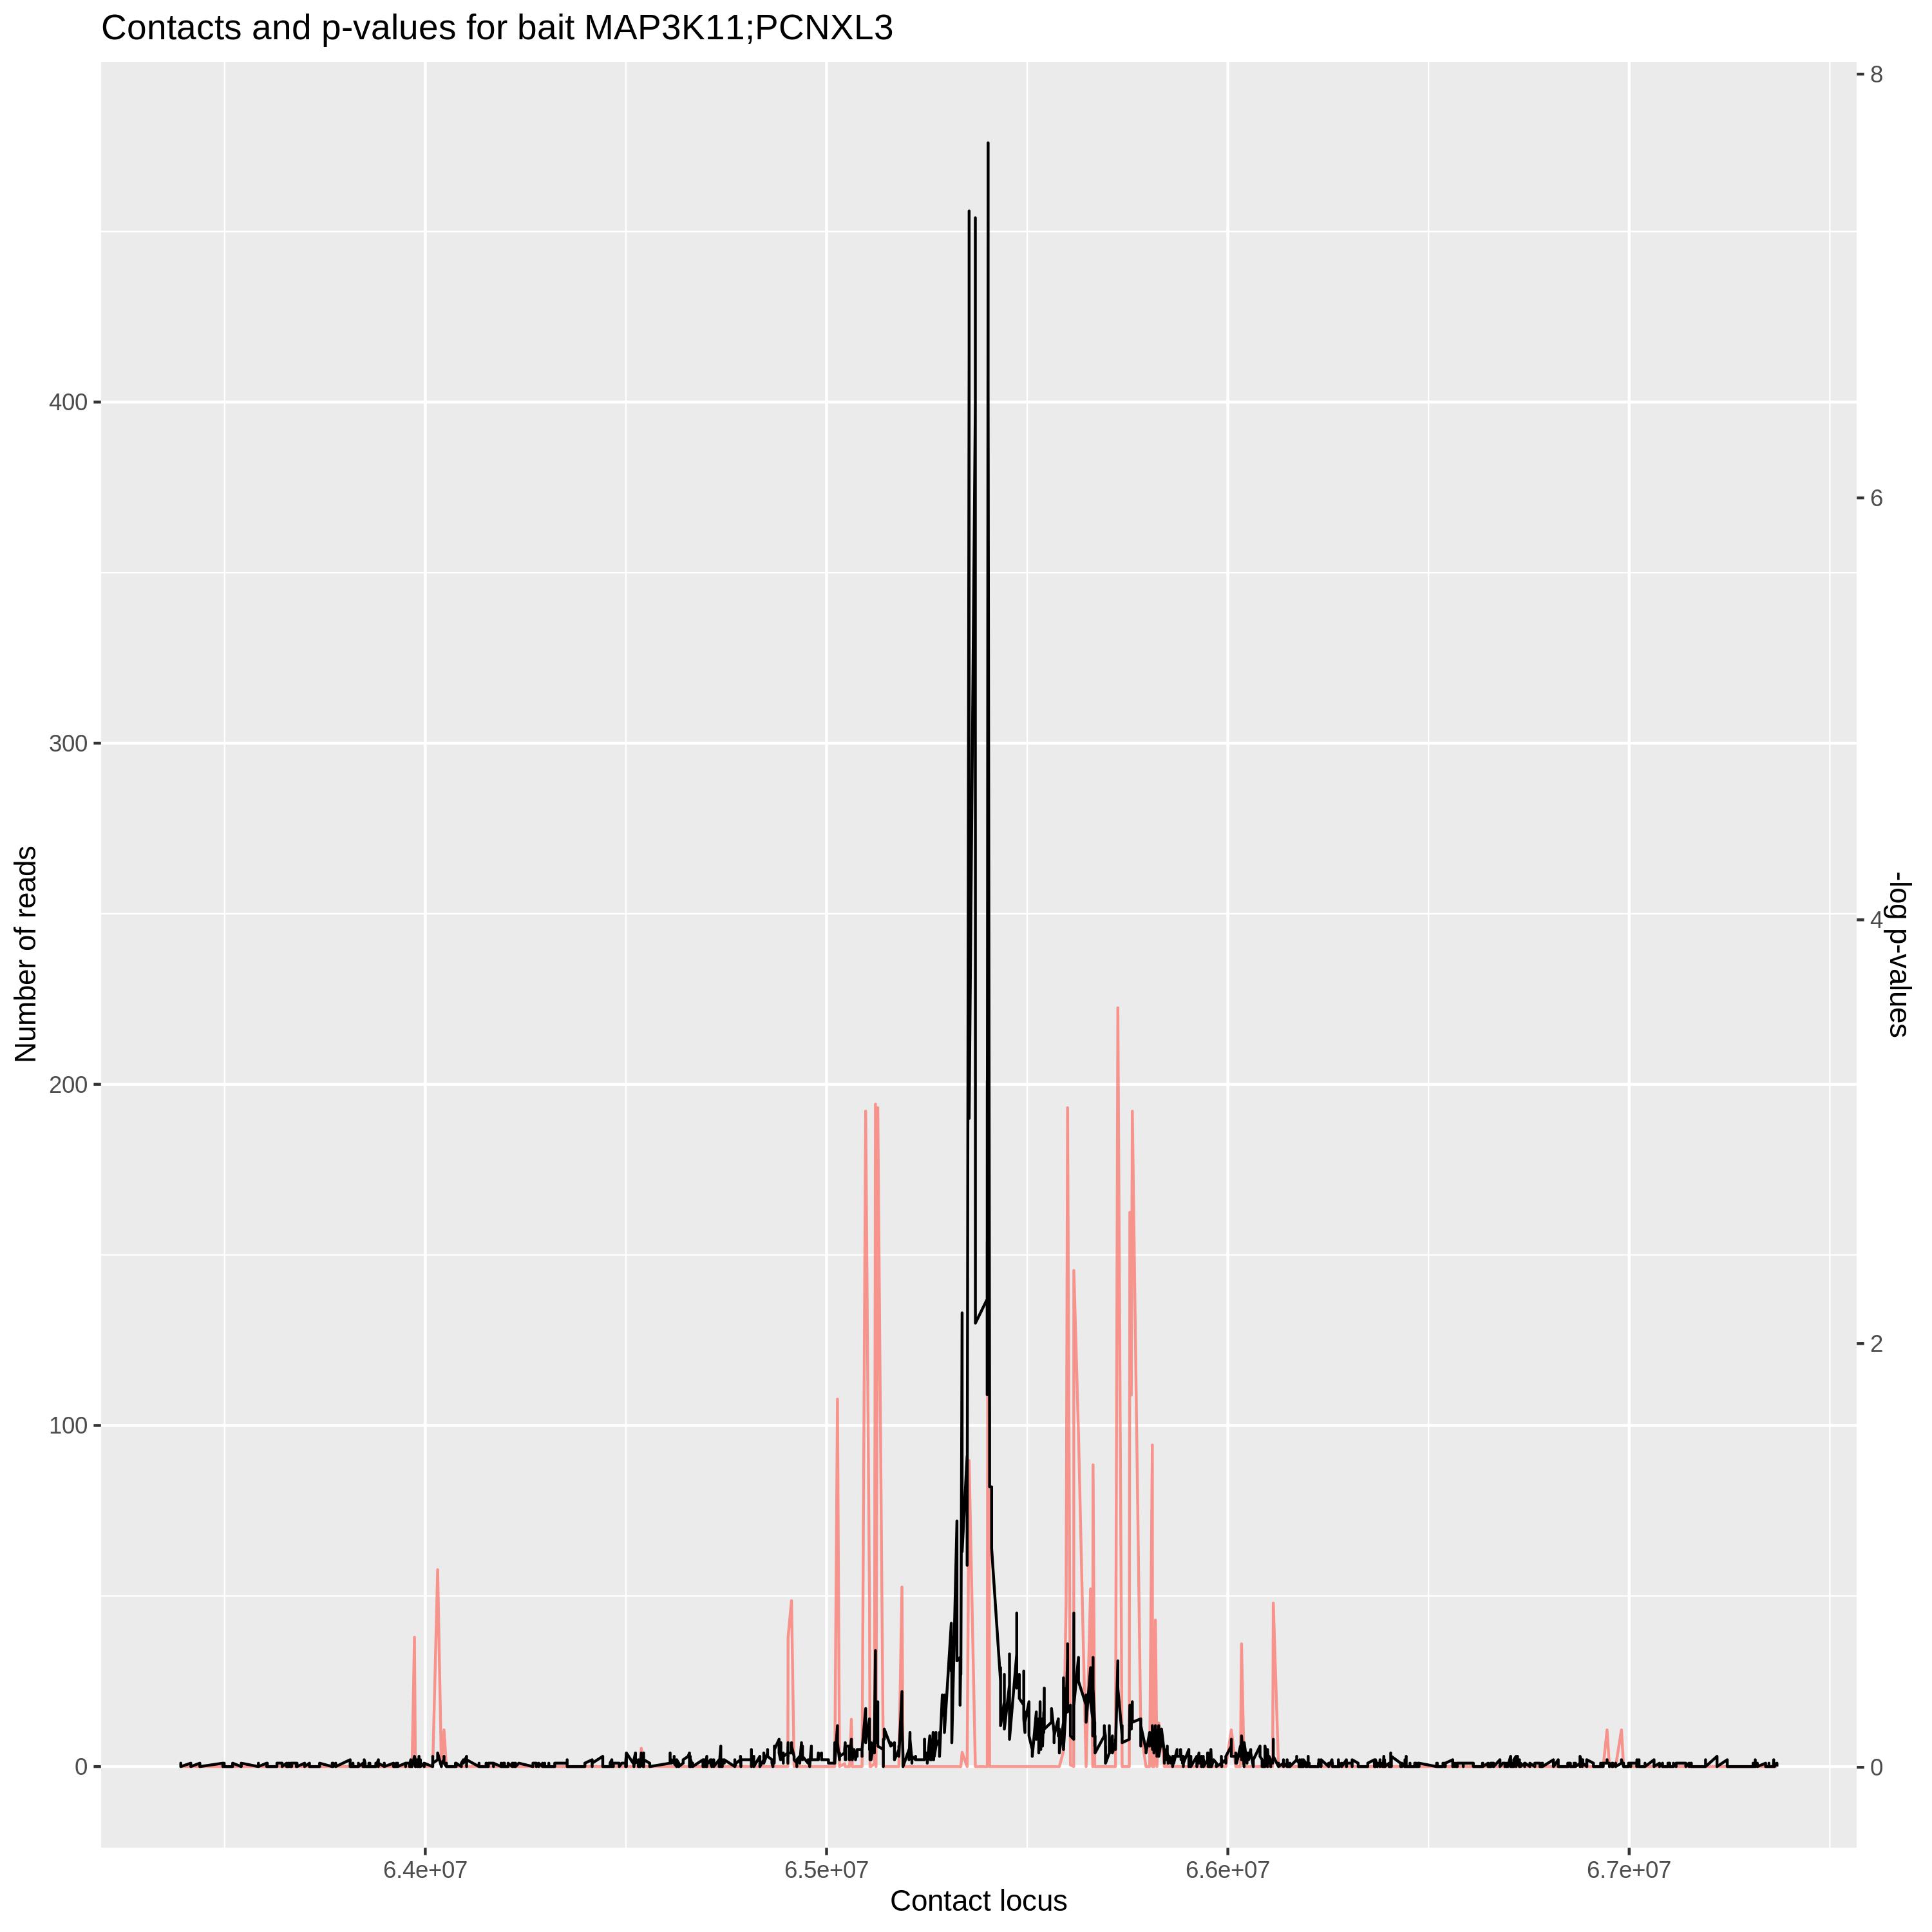 Contacts and p-values for bait MAP3K11;PCNXL3
Number of reads
400
300
200
100
0
8
6
4
2
0
-log p-values
6.4e+07
6.5e+07
6.6e+07
6.7e+07
Contact locus